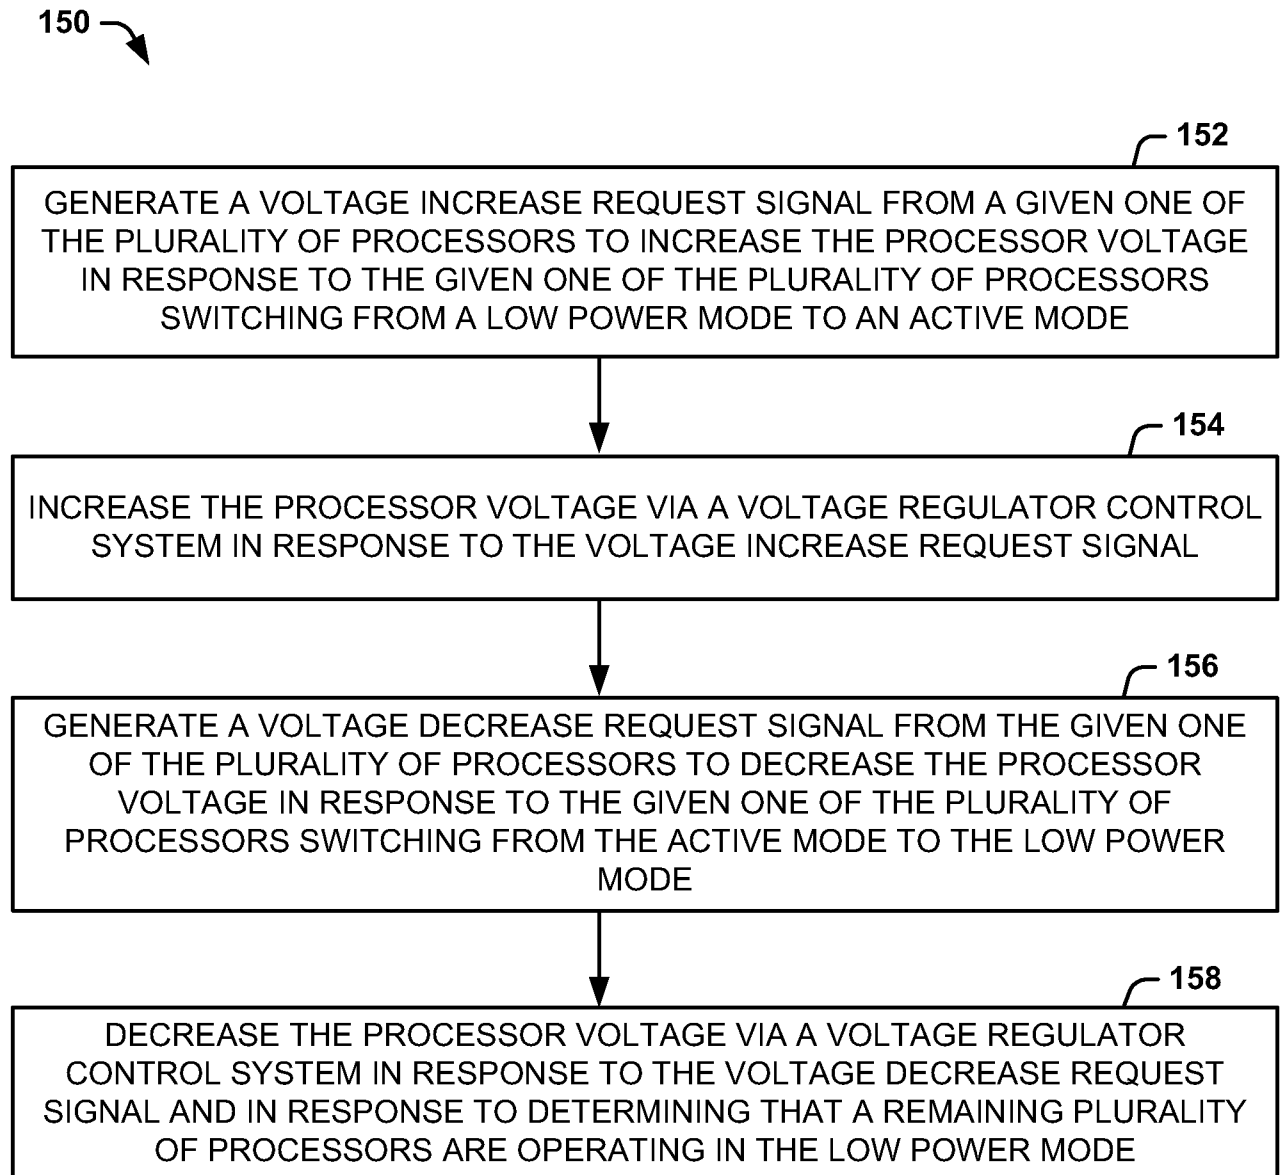 150
152
GENERATE A VOLTAGE INCREASE REQUEST SIGNAL FROM A GIVEN ONE OF
THE PLURALITY OF PROCESSORS TO INCREASE THE PROCESSOR VOLTAGE
IN RESPONSE TO THE GIVEN ONE OF THE PLURALITY OF PROCESSORS
SWITCHING FROM A LOW POWER MODE TO AN ACTIVE MODE
154
INCREASE THE PROCESSOR VOLTAGE VIA A VOLTAGE REGULATOR CONTROL
SYSTEM IN RESPONSE TO THE VOLTAGE INCREASE REQUEST SIGNAL
156
GENERATE A VOLTAGE DECREASE REQUEST SIGNAL FROM THE GIVEN ONE
OF THE PLURALITY OF PROCESSORS TO DECREASE THE PROCESSOR
VOLTAGE IN RESPONSE TO THE GIVEN ONE OF THE PLURALITY OF
PROCESSORS SWITCHING FROM THE ACTIVE MODE TO THE LOW POWER
MODE
158
DECREASE THE PROCESSOR VOLTAGE VIA A VOLTAGE REGULATOR
CONTROL SYSTEM IN RESPONSE TO THE VOLTAGE DECREASE REQUEST
SIGNAL AND IN RESPONSE TO DETERMINING THAT A REMAINING PLURALITY
OF PROCESSORS ARE OPERATING IN THE LOW POWER MODE